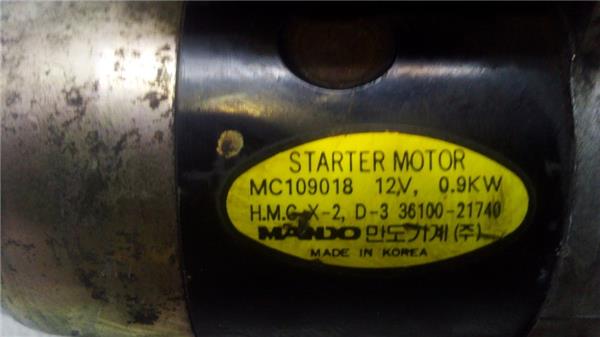 STARTER MOTOR
MC109018 12V, 0.9KW
H.M.C X-2, D-3 36100-21740
MANDO 만도기계 (주)
MADE IN KOREA